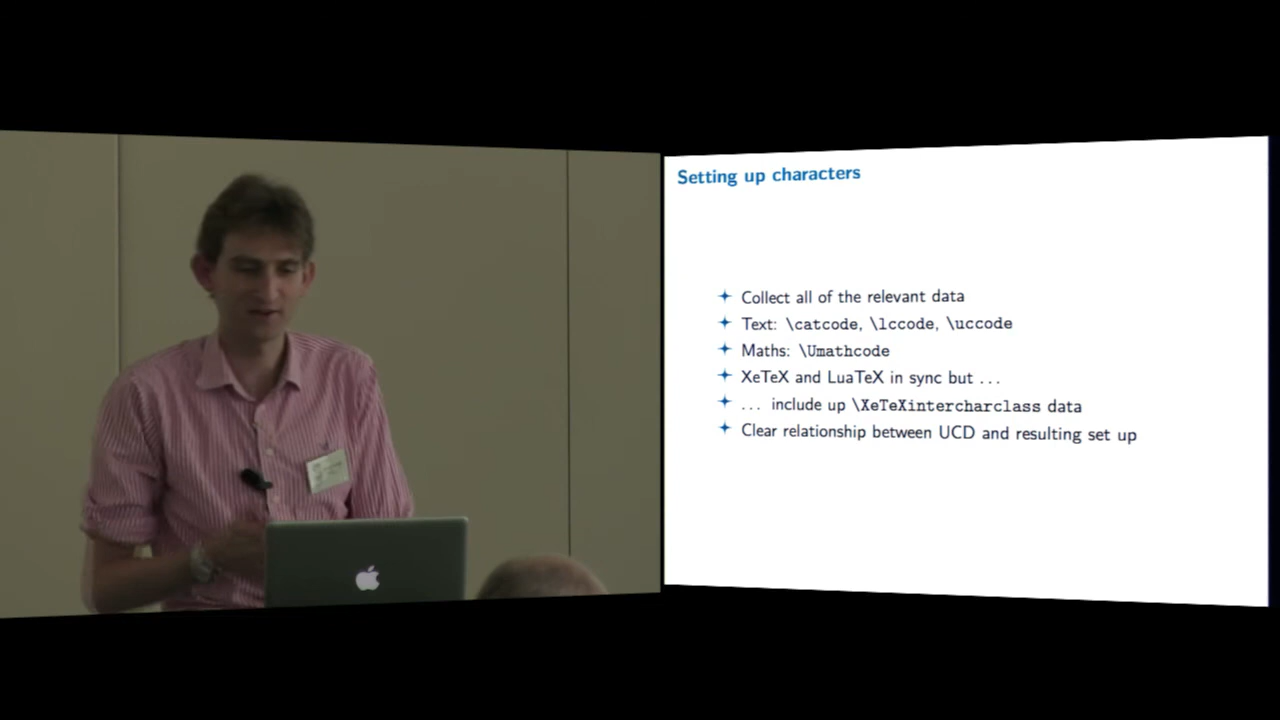 Setting up characters
Collect all of the relevant data
Text: \catcode, \lccode, \uccode
Maths: \Umathcode
XeTeX and LuaTeX in sync but ...
... include up \XeTeXintercharclass data
Clear relationship between UCD and resulting set up